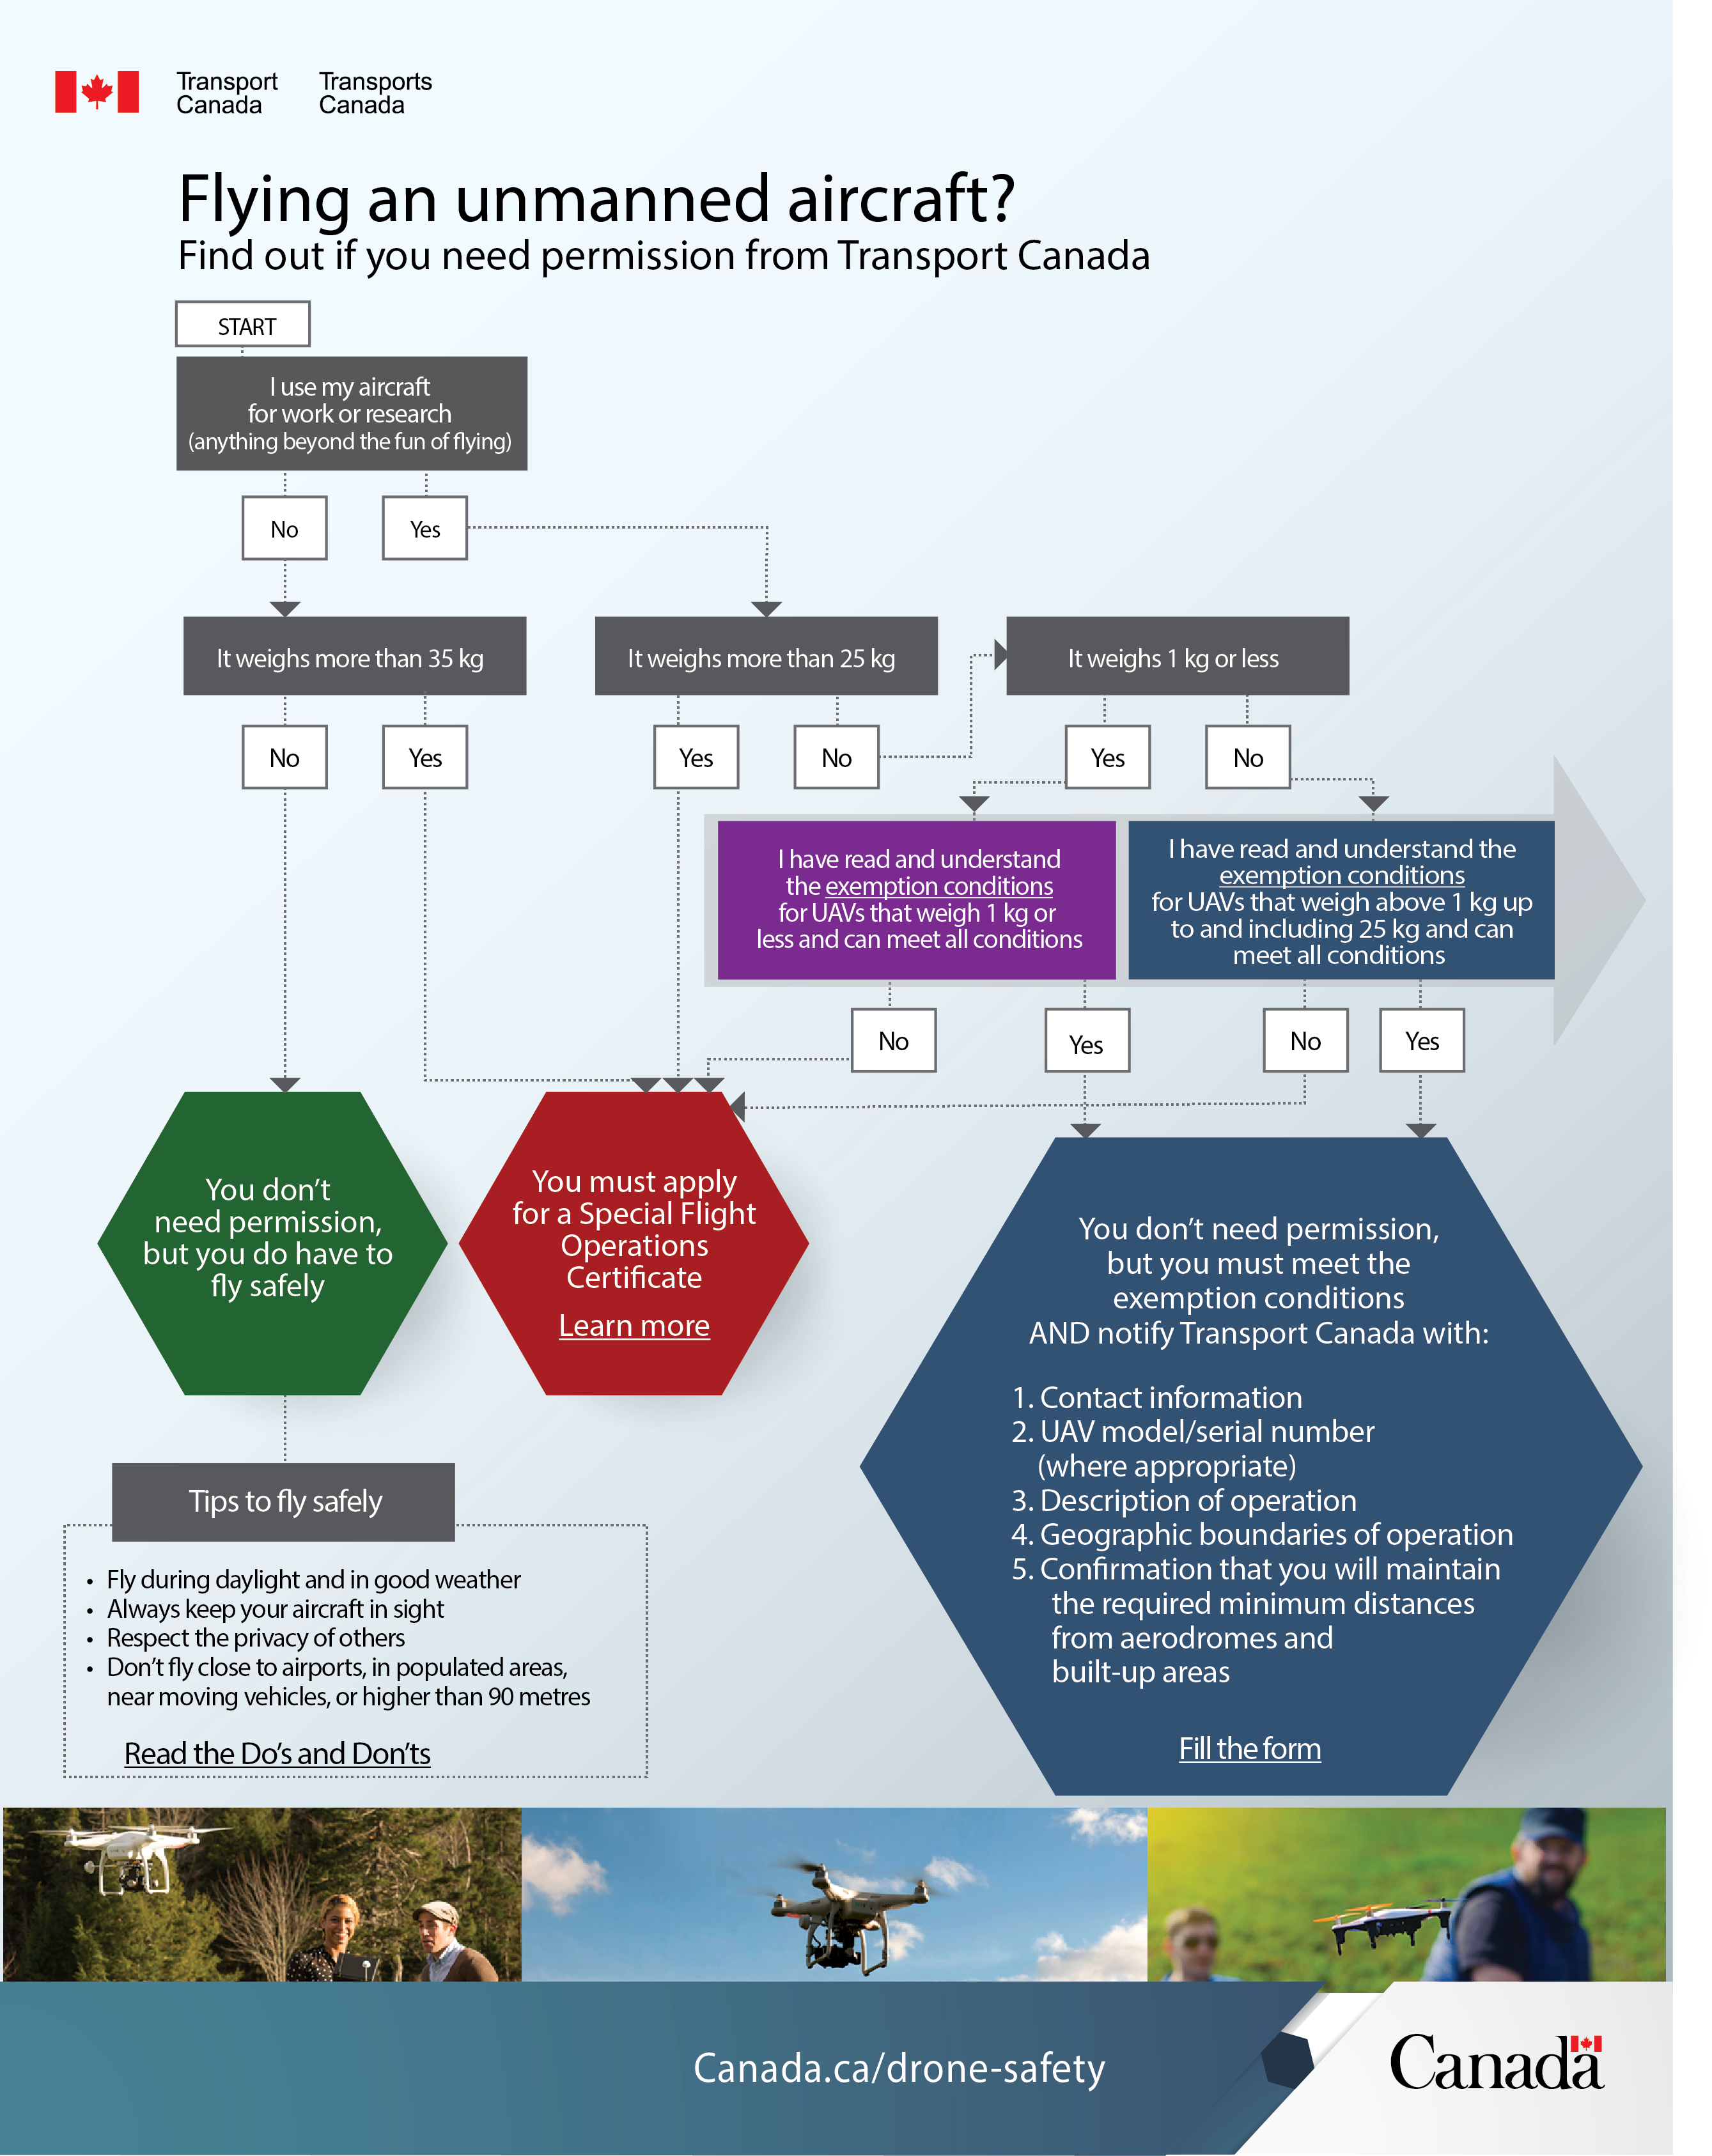 Transport Canada
Transports Canada
Flying an unmanned aircraft?
Find out if you need permission from Transport Canada
START
I use my aircraft
for work or research
(anything beyond the fun of flying)
No
Yes
It weighs more than 35 kg
It weighs more than 25 kg
It weighs 1 kg or less
No
Yes
Yes
No
Yes
No
I have read and understand
the exemption conditions
for UAVs that weigh 1 kg or
less and can meet all conditions
I have read and understand the
exemption conditions
for UAVs that weigh above 1 kg up
to and including 25 kg and can
meet all conditions
No
Yes
No
Yes
You don't
need permission,
but you do have to
fly safely
You must apply
for a Special Flight
Operations
Certificate
Learn more
You don't need permission,
but you must meet the
exemption conditions
AND notify Transport Canada with:
1. Contact information
2. UAV model/serial number
(where appropriate)
3. Description of operation
4. Geographic boundaries of operation
5. Confirmation that you will maintain
the required minimum distances
from aerodromes and
built-up areas
Fill the form
Tips to fly safely
• Fly during daylight and in good weather
• Always keep your aircraft in sight
• Respect the privacy of others
• Don't fly close to airports, in populated areas,
near moving vehicles, or higher than 90 metres
Read the Do's and Don'ts
Canada.ca/drone-safety
Canada